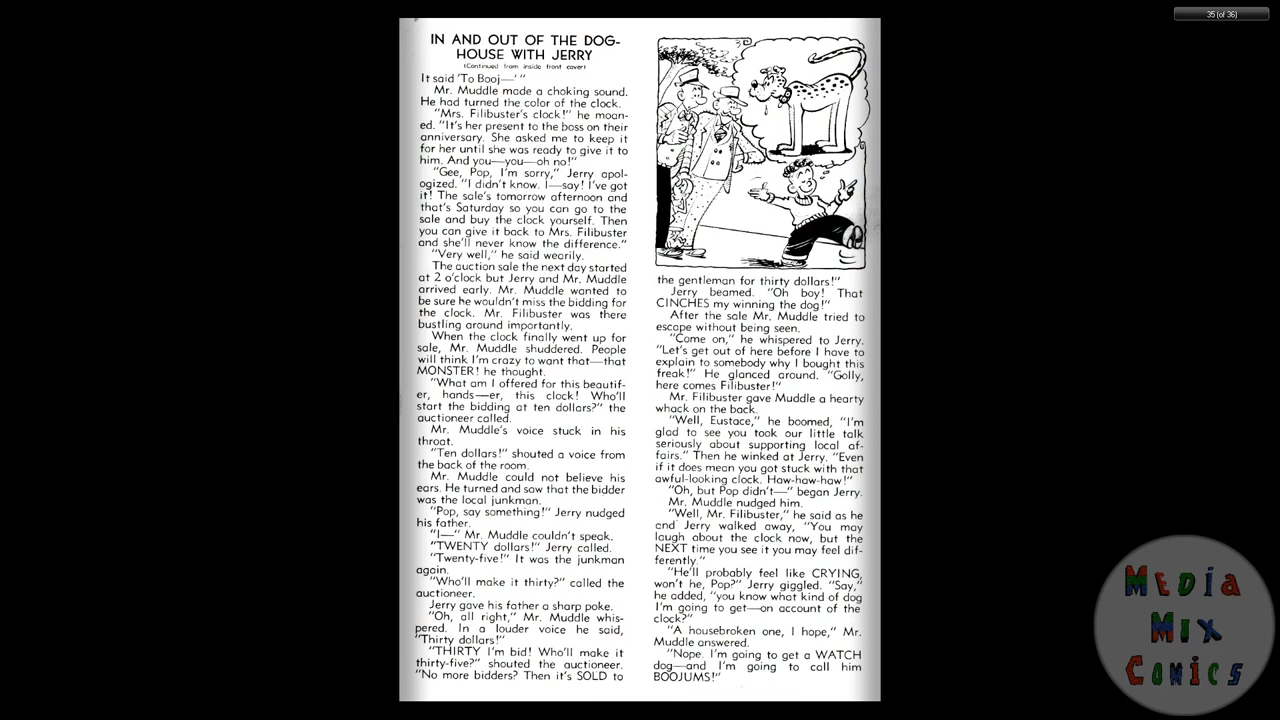 35 (of 36)
IN AND OUT OF THE DOG-
HOUSE WITH JERRY
(Continued from inside front cover)
It said 'To Booj—' "
Mr. Muddle made a choking sound.
He had turned the color of the clock.
"Mrs. Filibuster's clock!" he moan-
ed. "It's her present to the boss on their
anniversary. She asked me to keep it
for her until she was ready to give it to
him. And you—you—oh no!"
"Gee, Pop, I'm sorry," Jerry apol-
ogized. "I didn't know. I—say! I've got
it! The sale's tomorrow afternoon and
that's Saturday so you can go to the
sale and buy the clock yourself. Then
you can give it back to Mrs. Filibuster
and she'll never know the difference."
"Very well," he said wearily.
The auction sale the next day started
at 2 o'clock but Jerry and Mr. Muddle
arrived early. Mr. Muddle wanted to
be sure he wouldn't miss the bidding for
the clock. Mr. Filibuster was there
bustling around importantly.
When the clock finally went up for
sale, Mr. Muddle shuddered. People
will think I'm crazy to want that—that
MONSTER! he thought.
"What am I offered for this beautif-
er, hands—er, this clock! Who'll
start the bidding at ten dollars?" the
auctioneer called.
Mr. Muddle's voice stuck in his
throat.
"Ten dollars!" shouted a voice from
the back of the room.
Mr. Muddle could not believe his
ears. He turned and saw that the bidder
was the local junkman.
"Pop, say something!" Jerry nudged
his father.
"I—" Mr. Muddle couldn't speak.
"TWENTY dollars!" Jerry called.
"Twenty-five!" It was the junkman
again.
"Who'll make it thirty?" called the
auctioneer.
Jerry gave his father a sharp poke.
"Oh, all right," Mr. Muddle whis-
pered. In a louder voice he said,
"Thirty dollars!"
"THIRTY I'm bid! Who'll make it
thirty-five?" shouted the auctioneer.
"No more bidders? Then it's SOLD to
the gentleman for thirty dollars!"
Jerry beamed. "Oh boy! That
CINCHES my winning the dog!"
After the sale Mr. Muddle tried to
escape without being seen.
"Come on," he whispered to Jerry.
"Let's get out of here before I have to
explain to somebody why I bought this
freak!" He glanced around. "Golly,
here comes Filibuster!"
Mr. Filibuster gave Muddle a hearty
whack on the back.
"Well, Eustace," he boomed, "I'm
glad to see you took our little talk
seriously about supporting local af-
fairs." Then he winked at Jerry. "Even
if it does mean you got stuck with that
awful-looking clock. Haw-haw-haw!"
"Oh, but Pop didn't—" began Jerry.
Mr. Muddle nudged him.
"Well, Mr. Filibuster," he said as he
and Jerry walked away, "You may
laugh about the clock now, but the
NEXT time you see it you may feel dif-
ferently."
"He'll probably feel like CRYING,
won't he, Pop?" Jerry giggled. "Say,"
he added, "you know what kind of dog
I'm going to get—on account of the
clock?"
"A housebroken one, I hope," Mr.
Muddle answered.
"Nope. I'm going to get a WATCH
dog—and I'm going to call him
BOOJUMS!"
MEDIA
MIX
COMICS